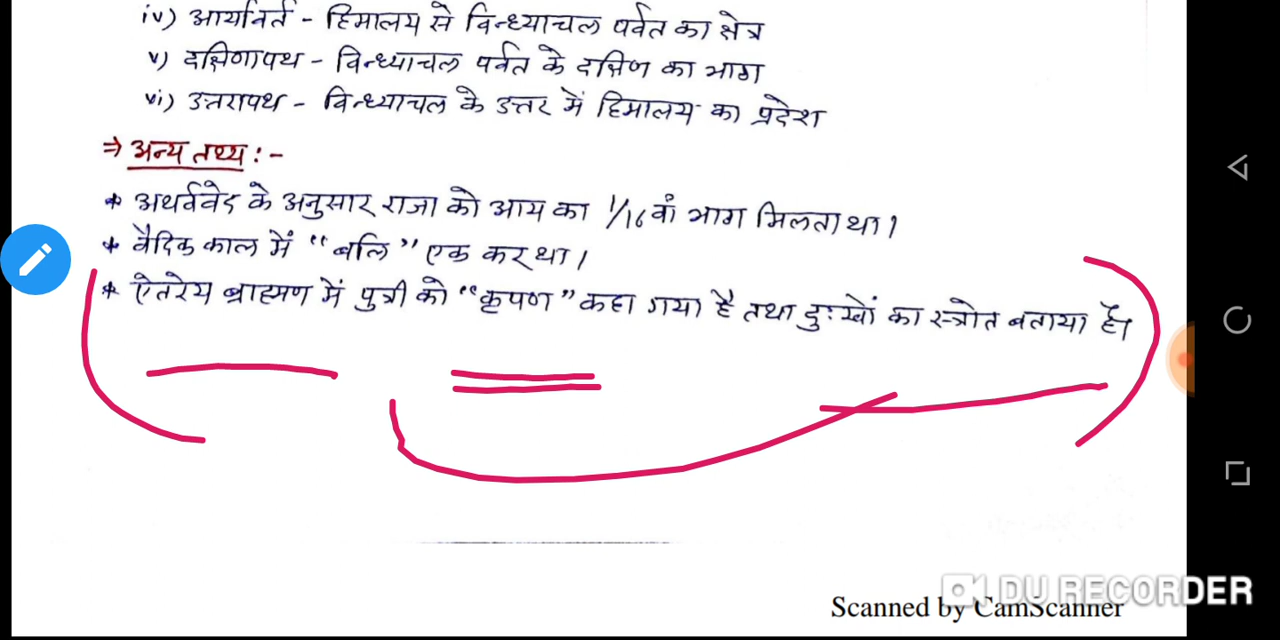 iv) आर्यावर्त - हिमालय से विन्ध्याचल पर्वत का क्षेत्र
v) दक्षिणापथ - विन्ध्याचल पर्वत के दक्षिण का भाग
vi) उत्तरापथ - विन्ध्याचल के उत्तर में हिमालय का प्रदेश
⇒ अन्य तथ्य :-
* अथर्ववेद के अनुसार राजा को आय का 1/16 वां भाग मिलता था।
* वैदिक काल में "बलि" एक कर था।
* ऐतरेय ब्राह्मण में पुत्री को "कृपण" कहा गया है तथा दुःखों का स्त्रोत बताया है।
DU RECORDER
Scanned by CamScanner